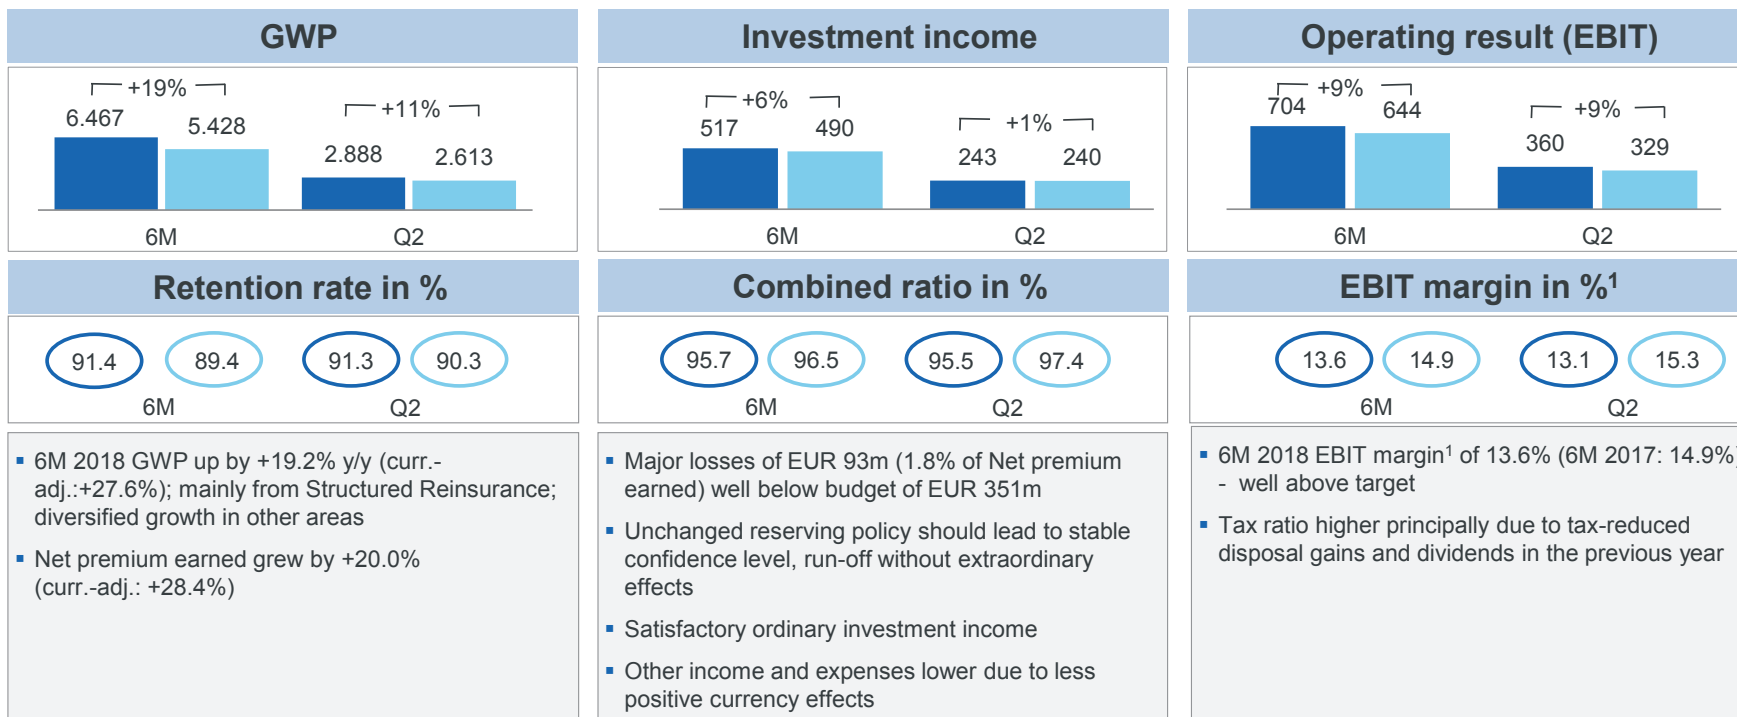 GWP
+19%
6.467
5.428
+11%
2.888
2.613
6M
Q2
Investment income
+6%
517
490
+1%
243
240
6M
Q2
Operating result (EBIT)
+9%
704
644
+9%
360
329
6M
Q2
Retention rate in %
91.4
89.4
91.3
90.3
6M
Q2
Combined ratio in %
95.7
96.5
95.5
97.4
6M
Q2
EBIT margin in %¹
13.6
14.9
13.1
15.3
6M
Q2
▪ 6M 2018 GWP up by +19.2% y/y (curr.-
adj.:+27.6%); mainly from Structured Reinsurance;
diversified growth in other areas
▪ Net premium earned grew by +20.0%
(curr.-adj.: +28.4%)
▪ Major losses of EUR 93m (1.8% of Net premium
earned) well below budget of EUR 351m
▪ Unchanged reserving policy should lead to stable
confidence level, run-off without extraordinary
effects
▪ Satisfactory ordinary investment income
▪ Other income and expenses lower due to less
positive currency effects
▪ 6M 2018 EBIT margin¹ of 13.6% (6M 2017: 14.9%)
- well above target
▪ Tax ratio higher principally due to tax-reduced
disposal gains and dividends in the previous year